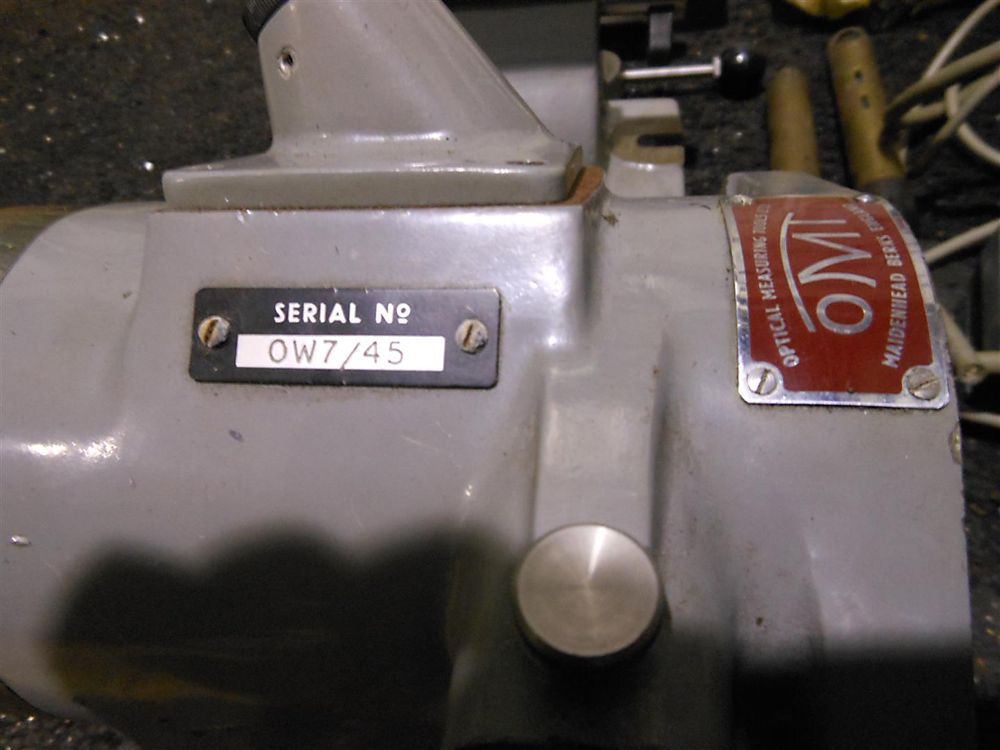 SERIAL Nº
OW7/45
OPTICAL MEASURING TOOLS
OMT
MAIDENHEAD BERKS